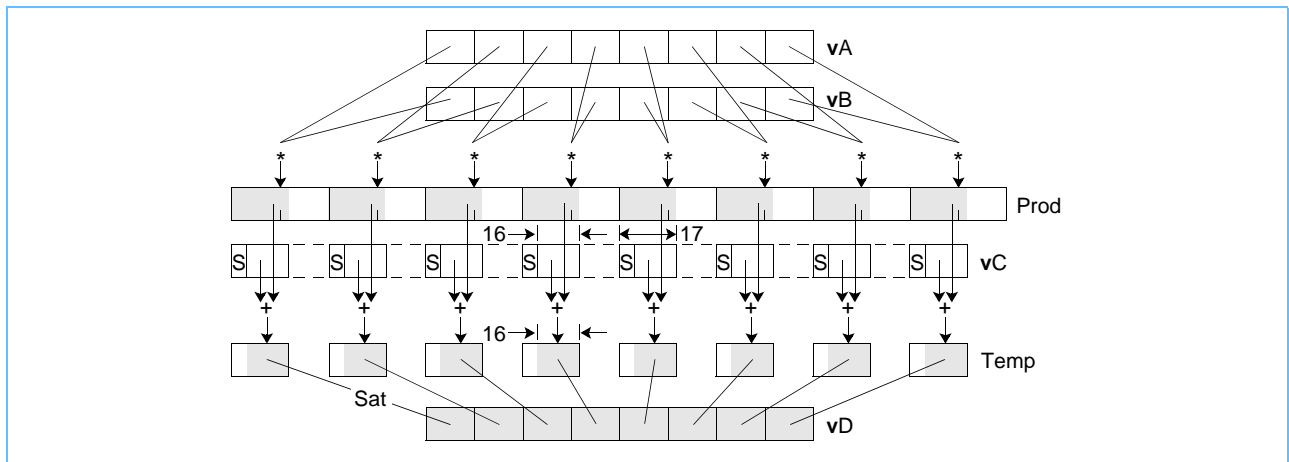 vA
vB
* * * * * * * *
Prod
16 17
S S S S S S S S vC
+ + + + + + + +
16
Temp
Sat
vD